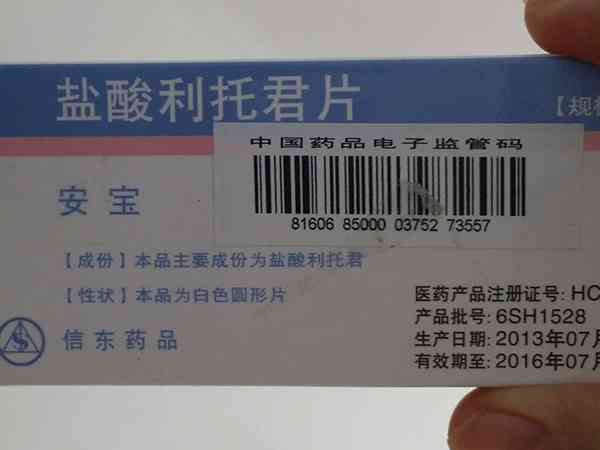 盐酸利托君片
【规格
中国药品电子监管码
81606 85000 03752 73557
安宝
【成份】本品主要成份为盐酸利托君
【性状】本品为白色圆形片
信东药品
医药产品注册证号: HC
产品批号: 6SH1528
生产日期: 2013年07月
有效期至: 2016年07月